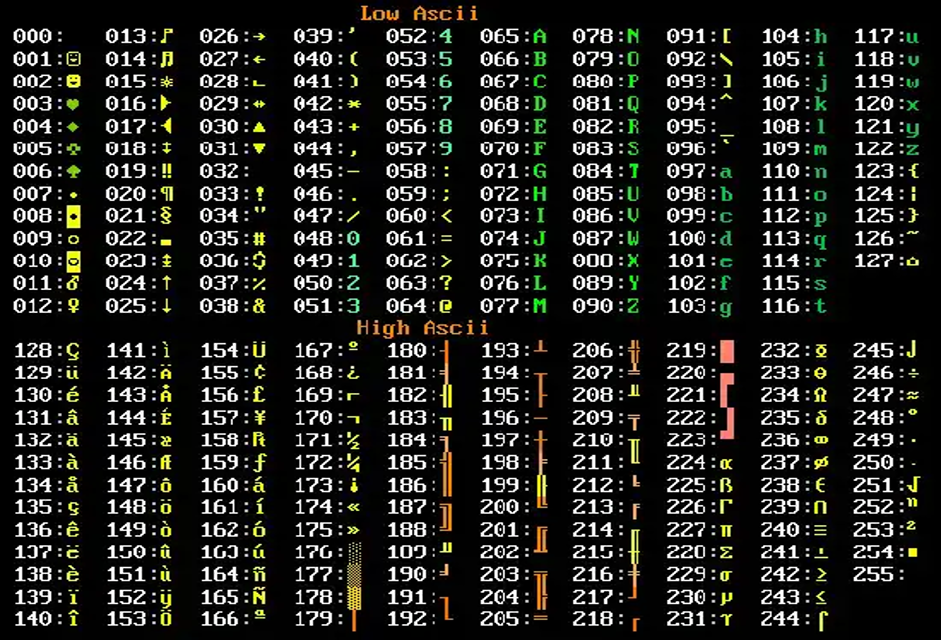 Low Ascii
000: 013:♪ 026:→ 039:' 052:4 065:A 078:N 091:[ 104:h 117:u
001:☺ 014:♫ 027:← 040:( 053:5 066:B 079:O 092:\ 105:i 118:v
002:☻ 015:☼ 028:∟ 041:) 054:6 067:C 080:P 093:] 106:j 119:w
003:♥ 016:► 029:↔ 042:* 055:7 068:D 081:Q 094:^ 107:k 120:x
004:♦ 017:◄ 030:▲ 043:+ 056:8 069:E 082:R 095:_ 108:l 121:y
005:♣ 018:↕ 031:▼ 044:, 057:9 070:F 083:S 096:` 109:m 122:z
006:♠ 019:‼ 032: 045:- 058:: 071:G 084:T 097:a 110:n 123:{
007:• 020:¶ 033:! 046:. 059:; 072:H 085:U 098:b 111:o 124:¦
008:◘ 021:§ 034:" 047:/ 060:< 073:I 086:V 099:c 112:p 125:}
009:○ 022:▬ 035:# 048:0 061:= 074:J 087:W 100:d 113:q 126:~
010:◙ 023:↨ 036:$ 049:1 062:> 075:K 088:X 101:e 114:r 127:⌂
011:♂ 024:↑ 037:% 050:2 063:? 076:L 089:Y 102:f 115:s
012:♀ 025:↓ 038:& 051:3 064:@ 077:M 090:Z 103:g 116:t
High Ascii
128:Ç 141:ì 154:Ü 167:º 180:┤ 193:┴ 206:╬ 219:█ 232:Φ 245:⌡
129:ü 142:Ä 155:¢ 168:¿ 181:╡ 194:┬ 207:╧ 220:▄ 233:Θ 246:÷
130:é 143:Å 156:£ 169:⌐ 182:╢ 195:├ 208:╨ 221:▌ 234:Ω 247:≈
131:â 144:É 157:¥ 170:¬ 183:╖ 196:─ 209:╤ 222:▐ 235:δ 248:°
132:ä 145:æ 158:₧ 171:½ 184:╕ 197:┼ 210:╥ 223:▀ 236:∞ 249:∙
133:à 146:Æ 159:ƒ 172:¼ 185:╣ 198:╞ 211:╙ 224:α 237:φ 250:·
134:å 147:ô 160:á 173:¡ 186:║ 199:╟ 212:╘ 225:ß 238:ε 251:√
135:ç 148:ö 161:í 174:« 187:╗ 200:╚ 213:╒ 226:Γ 239:∩ 252:ⁿ
136:ê 149:ò 162:ó 175:» 188:╝ 201:╔ 214:╓ 227:π 240:≡ 253:²
137:ë 150:û 163:ú 176:░ 189:╜ 202:╩ 215:╫ 228:Σ 241:± 254:■
138:è 151:ù 164:ñ 177:▒ 190:╛ 203:╦ 216:╪ 229:σ 242:≥ 255:
139:ï 152:ÿ 165:Ñ 178:▓ 191:┐ 204:╠ 217:┘ 230:µ 243:≤
140:î 153:Ö 166:ª 179:│ 192:└ 205:═ 218:┌ 231:τ 244:⌠